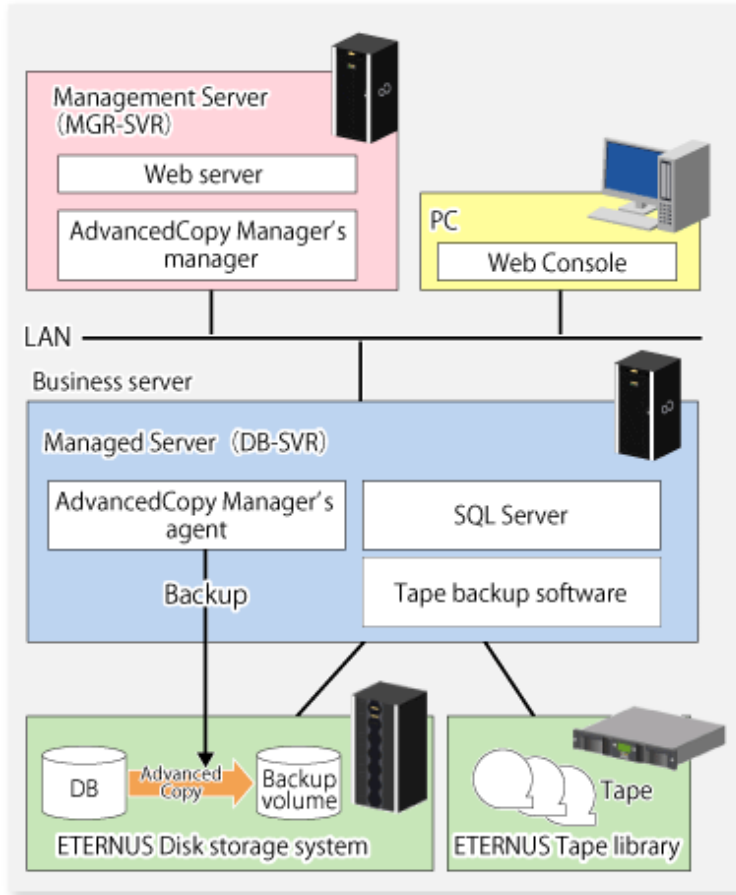 Management Server
(MGR-SVR)
Web server
AdvancedCopy Manager's
manager
PC
Web Console
LAN
Business server
Managed Server (DB-SVR)
AdvancedCopy Manager's
agent
SQL Server
Backup
Tape backup software
DB
Advanced
Copy
Backup
volume
ETERNUS Disk storage system
Tape
ETERNUS Tape library